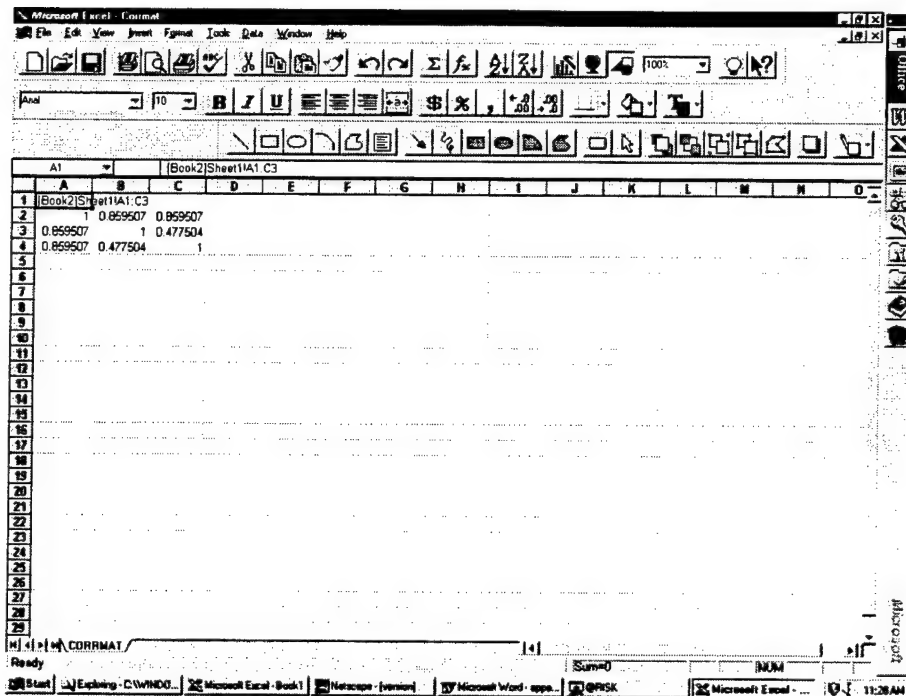 Microsoft Excel - Corrmat
File Edit View Insert Format Tools Data Window Help
100%
Arial 10 B I U $ % ,
A1 [Book2]Sheet1!A1:C3
A B C D E F G H I J K L M N O
1 [Book2]Sheet1!A1:C3
2 1 0.859507 0.859507
3 0.859507 1 0.477504
4 0.859507 0.477504 1
5
6
7
8
9
10
11
12
13
14
15
16
17
18
19
20
21
22
23
24
25
26
27
28
29
CORRMAT
Ready Sum=0 NUM
Start Exploring - C:\WINDO... Microsoft Excel - Book1 Netscape - [version] Microsoft Word - appe... @RISK Microsoft Excel - ... 11:28AM
Office
Microsoft